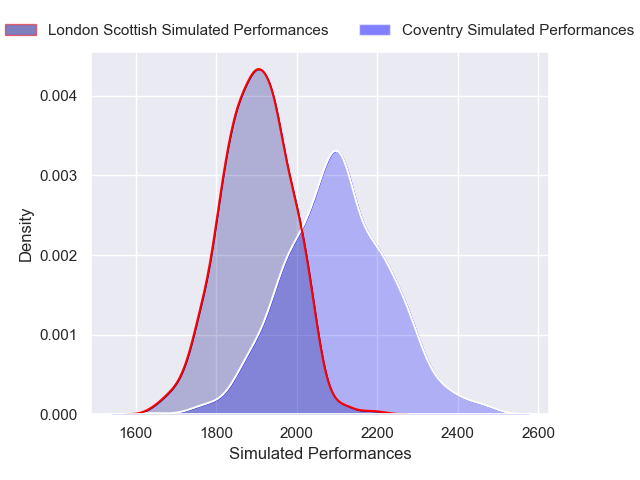 London Scottish Simulated Performances
Coventry Simulated Performances
0.004
0.003
0.002
0.001
0.000
Density
1600 1800 2000 2200 2400 2600
Simulated Performances